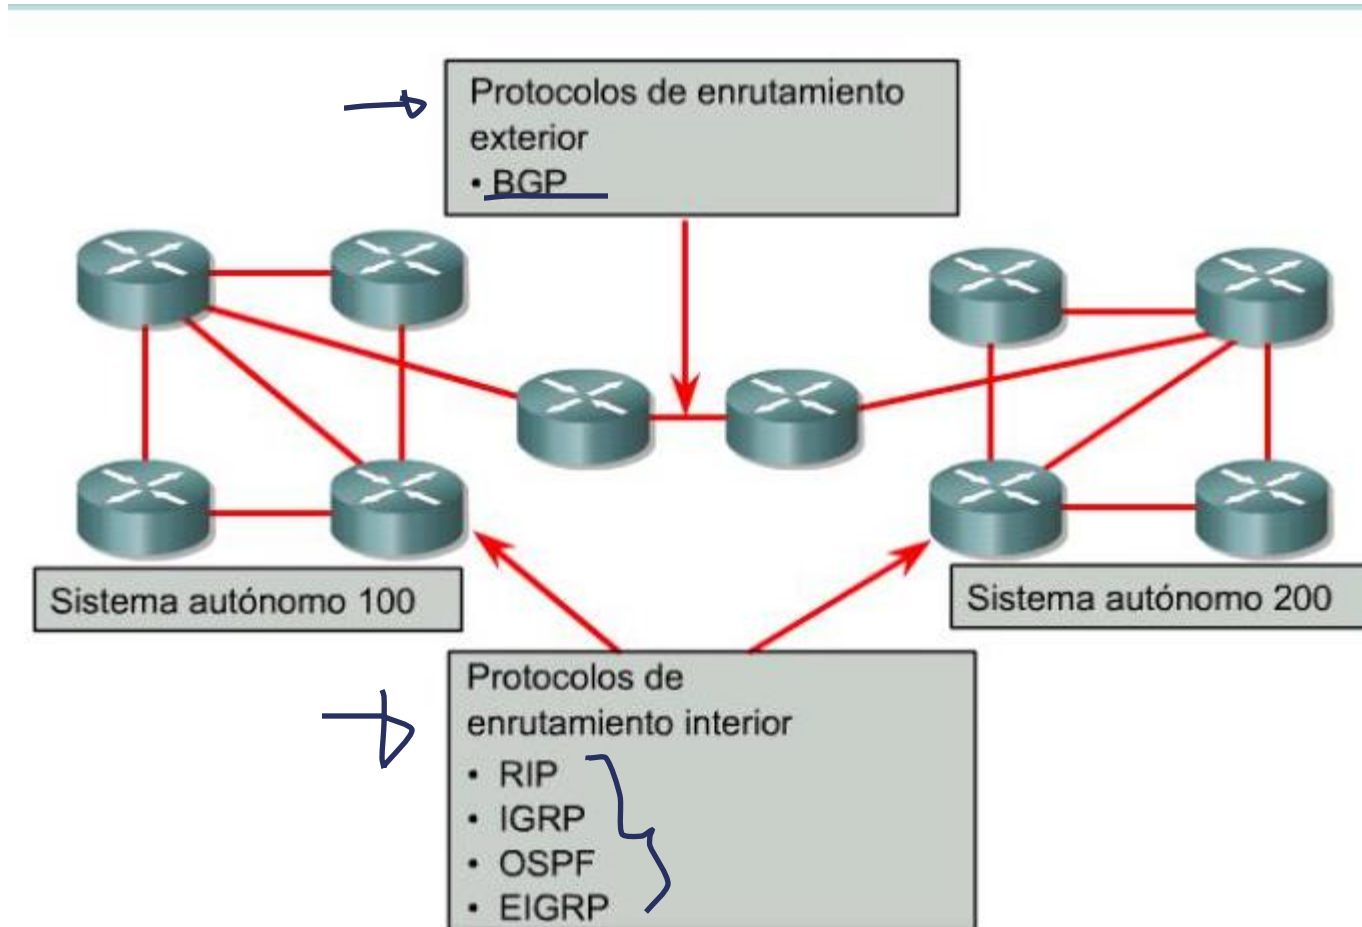 Protocolos de enrutamiento
exterior
• BGP
Sistema autónomo 100
Sistema autónomo 200
Protocolos de
enrutamiento interior
• RIP
• IGRP
• OSPF
• EIGRP